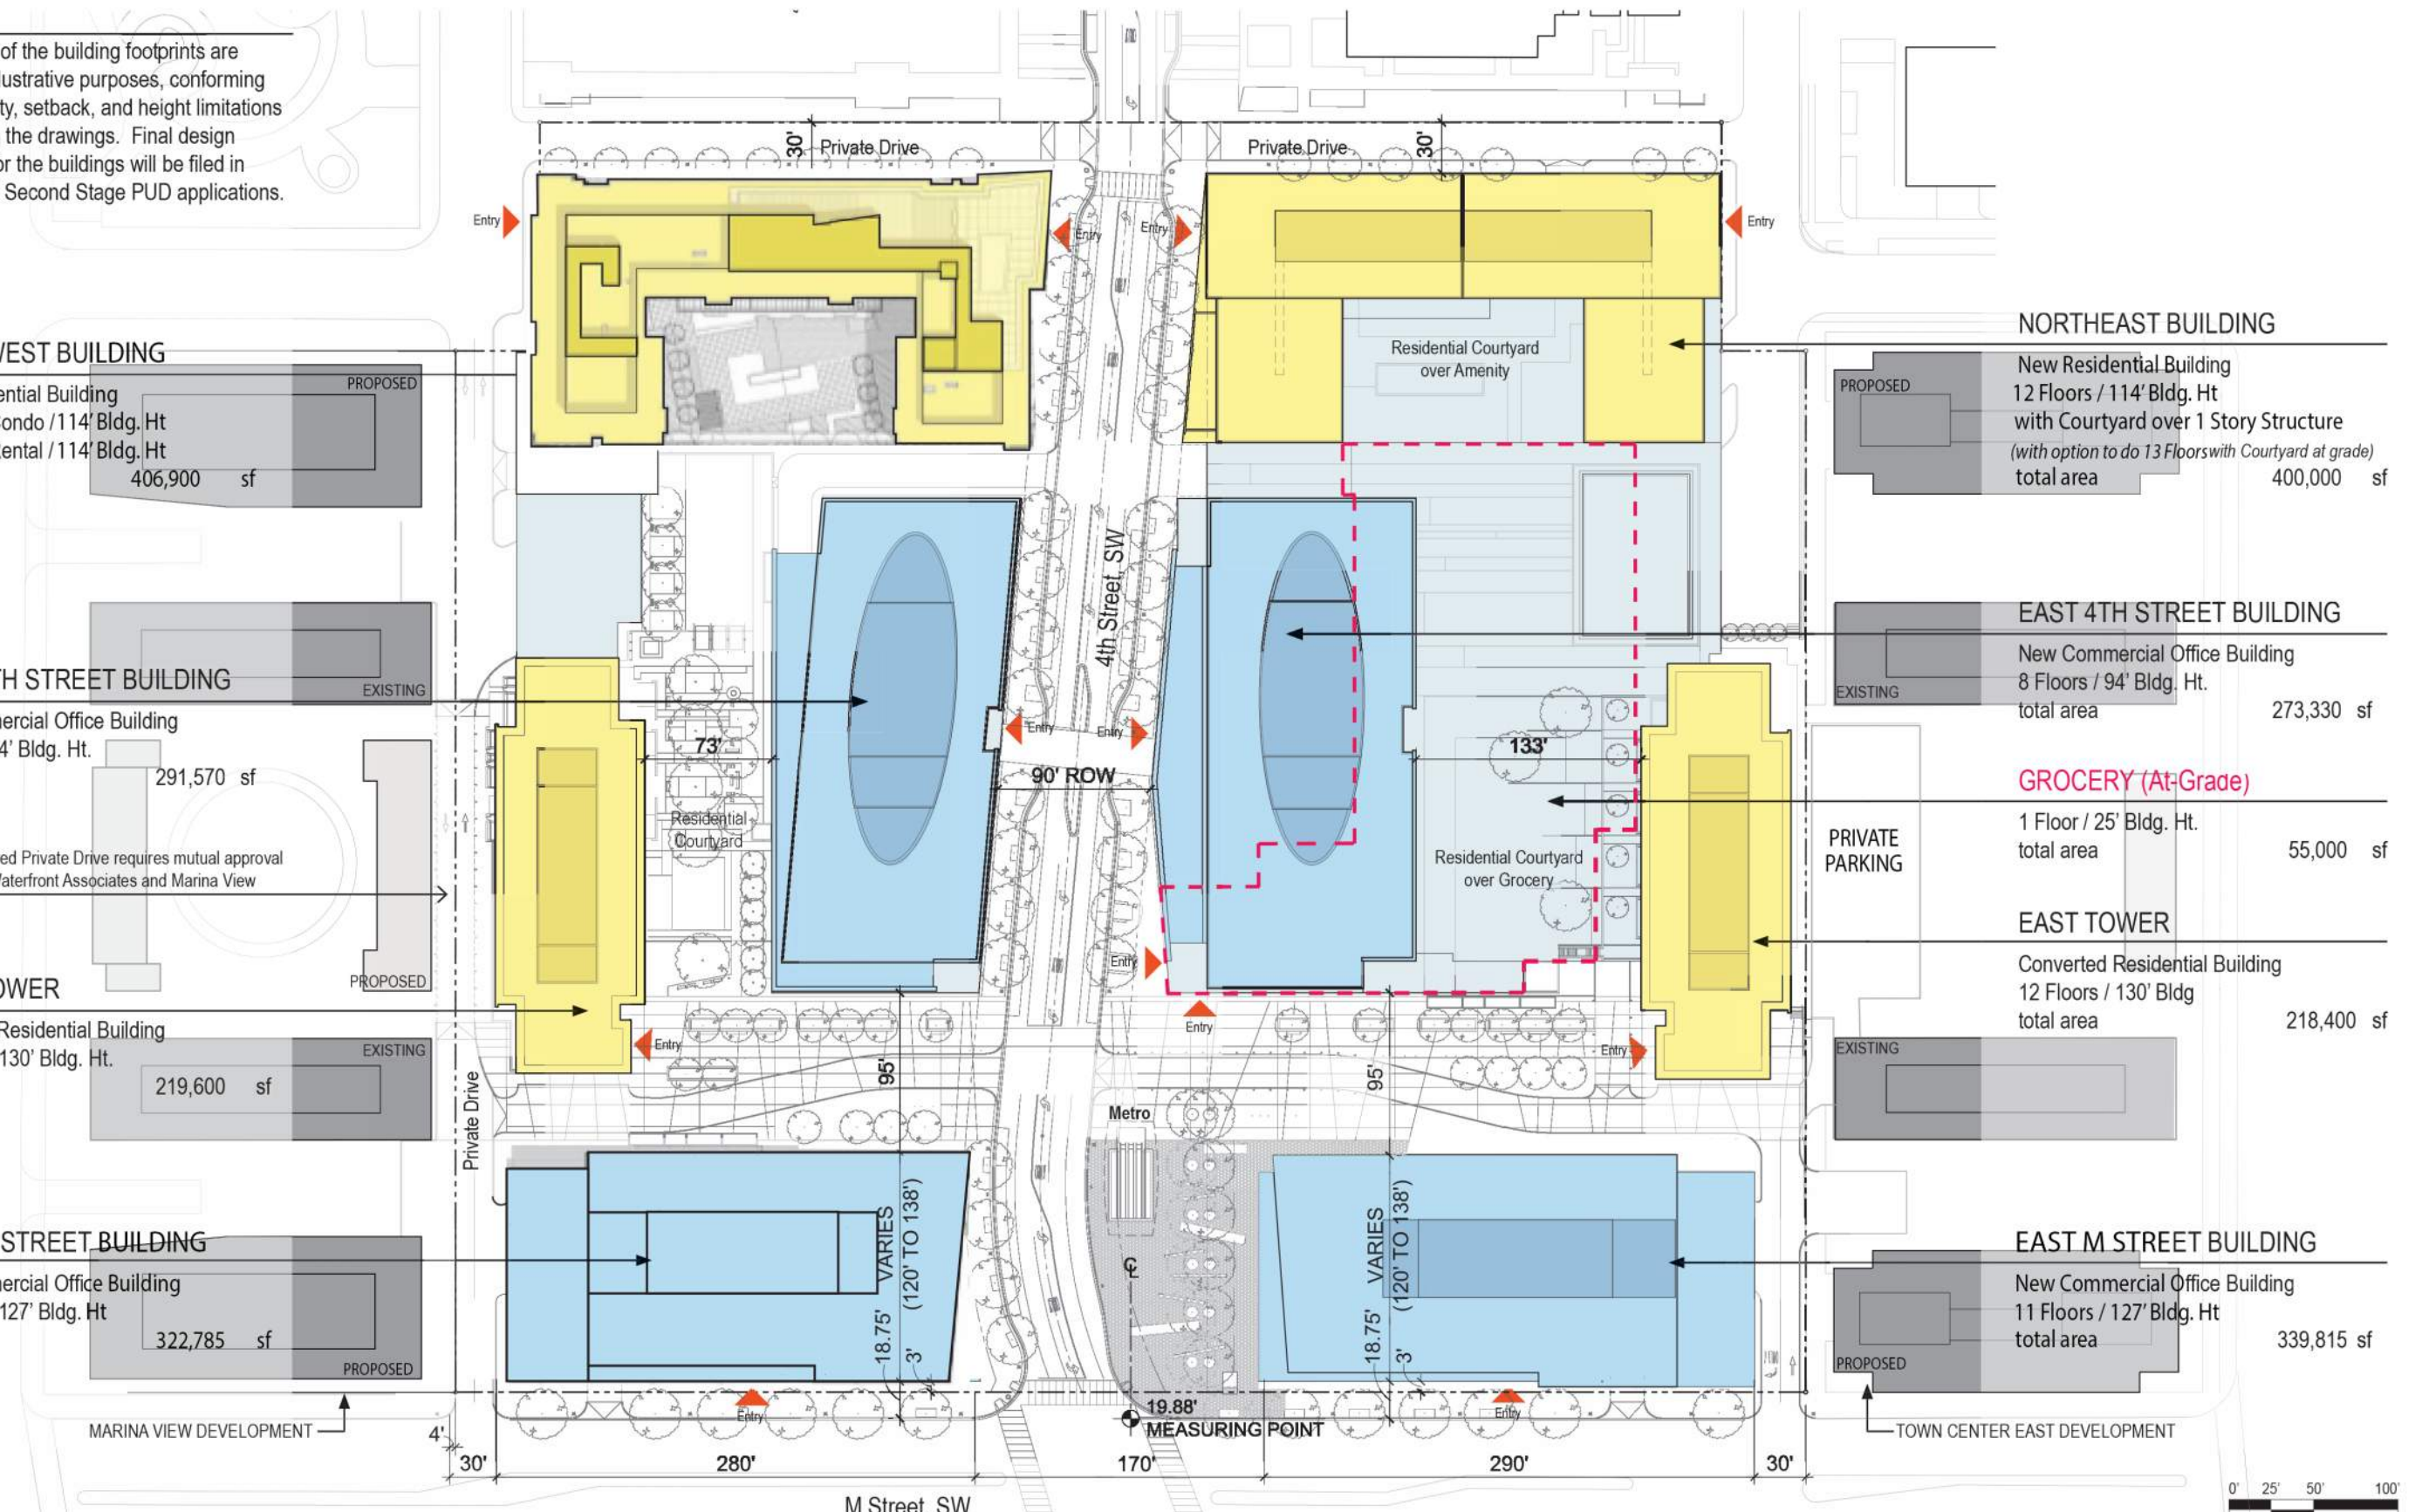 of the building footprints are
lustrative purposes, conforming
ty, setback, and height limitations
the drawings. Final design
or the buildings will be filed in
Second Stage PUD applications.
30'
Private Drive
Private Drive
30'
Entry
Entry
Entry
Entry
VEST BUILDING
ential Building
ondo / 114' Bldg. Ht
ental / 114' Bldg. Ht
406,900 sf
PROPOSED
Residential Courtyard
over Amenity
NORTHEAST BUILDING
New Residential Building
12 Floors / 114' Bldg. Ht
with Courtyard over 1 Story Structure
(with option to do 13 Floors with Courtyard at grade)
total area 400,000 sf
PROPOSED
4th Street, SW
TH STREET BUILDING
ercial Office Building
4' Bldg. Ht.
291,570 sf
EXISTING
EAST 4TH STREET BUILDING
New Commercial Office Building
8 Floors / 94' Bldg. Ht.
total area 273,330 sf
EXISTING
73'
Entry
Entry
133'
90' ROW
Residential
Courtyard
GROCERY (At-Grade)
1 Floor / 25' Bldg. Ht.
total area 55,000 sf
PRIVATE
PARKING
Residential Courtyard
over Grocery
ed Private Drive requires mutual approval
aterfront Associates and Marina View
PROPOSED
Entry
EAST TOWER
Converted Residential Building
12 Floors / 130' Bldg
total area 218,400 sf
EXISTING
OWER
Residential Building
130' Bldg. Ht.
219,600 sf
EXISTING
Entry
Entry
Entry
95'
95'
Private Drive
Metro
STREET BUILDING
ercial Office Building
127' Bldg. Ht
322,785 sf
PROPOSED
VARIES
(120' TO 138')
18.75'
3'
VARIES
(120' TO 138')
18.75'
3'
EAST M STREET BUILDING
New Commercial Office Building
11 Floors / 127' Bldg. Ht
total area 339,815 sf
PROPOSED
Entry
19.88'
MEASURING POINT
Entry
MARINA VIEW DEVELOPMENT
TOWN CENTER EAST DEVELOPMENT
4'
30'
280'
170'
290'
30'
M Street, SW
0' 25' 50' 100'